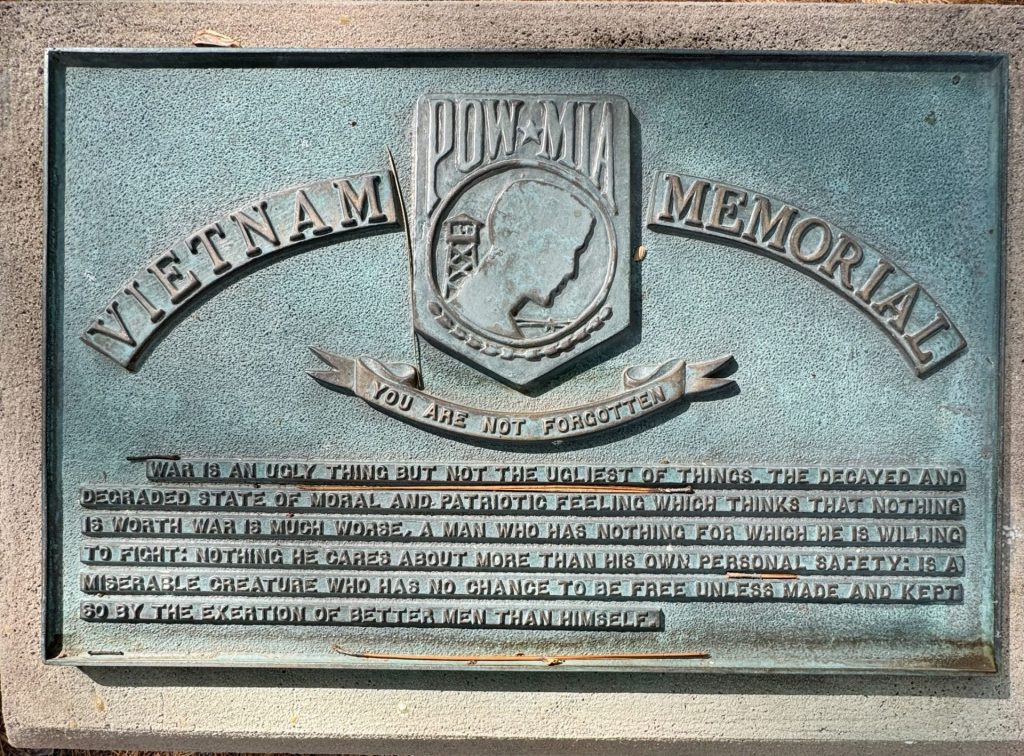 POW★MIA
VIETNAM MEMORIAL
YOU ARE NOT FORGOTTEN
WAR IS AN UGLY THING BUT NOT THE UGLIEST OF THINGS. THE DECAYED AND
DEGRADED STATE OF MORAL AND PATRIOTIC FEELING WHICH THINKS THAT NOTHING
IS WORTH WAR IS MUCH WORSE. A MAN WHO HAS NOTHING FOR WHICH HE IS WILLING
TO FIGHT: NOTHING HE CARES ABOUT MORE THAN HIS OWN PERSONAL SAFETY: IS A
MISERABLE CREATURE WHO HAS NO CHANCE TO BE FREE UNLESS MADE AND KEPT
SO BY THE EXERTION OF BETTER MEN THAN HIMSELF.